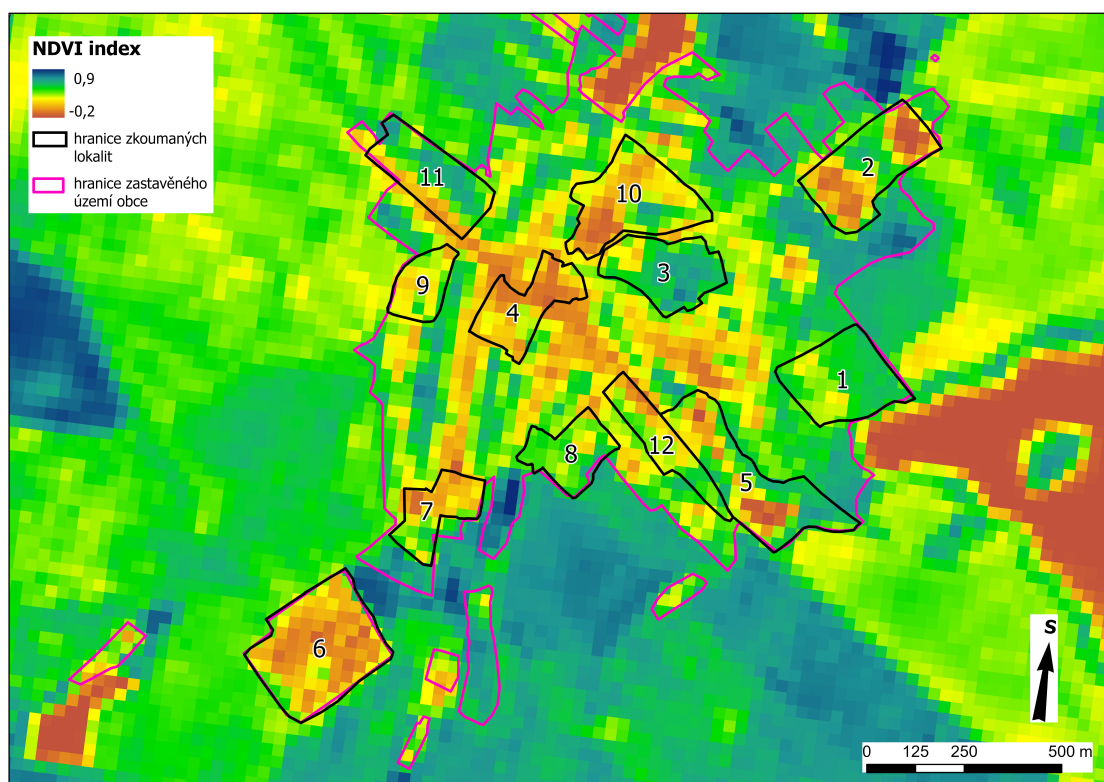 NDVI index
0,9
-0,2
hranice zkoumaných
lokalit
hranice zastavěného
území obce
11
2
10
9
3
4
1
8
12
5
7
6
S
0 125 250 500 m